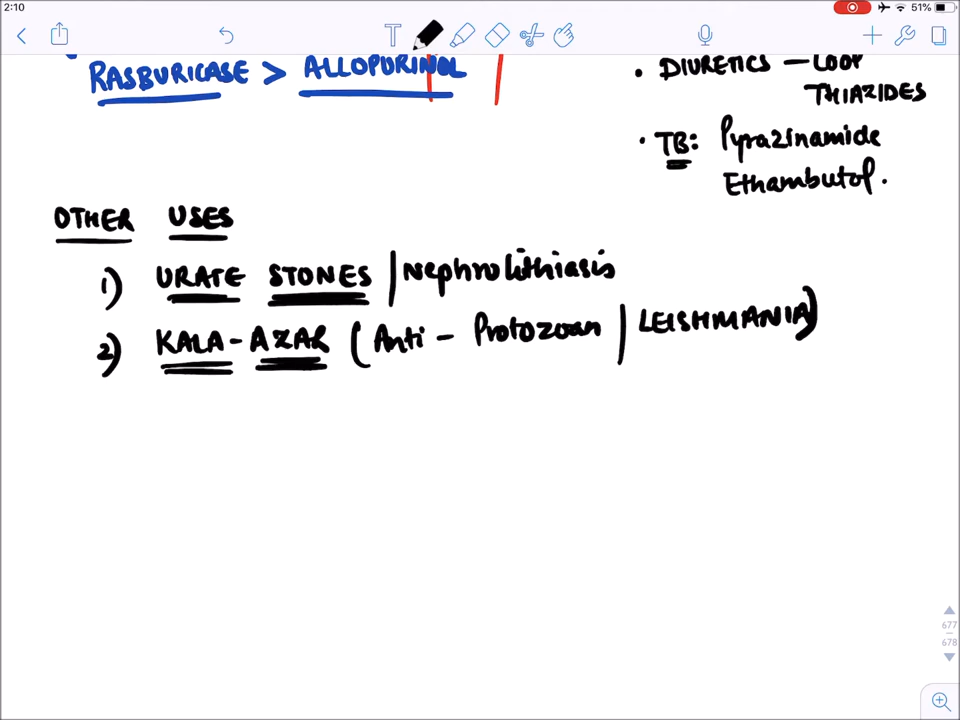 2:10
51%
RASBURICASE > ALLOPURINOL
• DIURETICS — LOOP
THIAZIDES
• TB: Pyrazinamide
Ethambutol.
OTHER USES
1) URATE STONES | Nephrolithiasis
2) KALA-AZAR (Anti - Protozoan | LEISHMANIA)
677
678